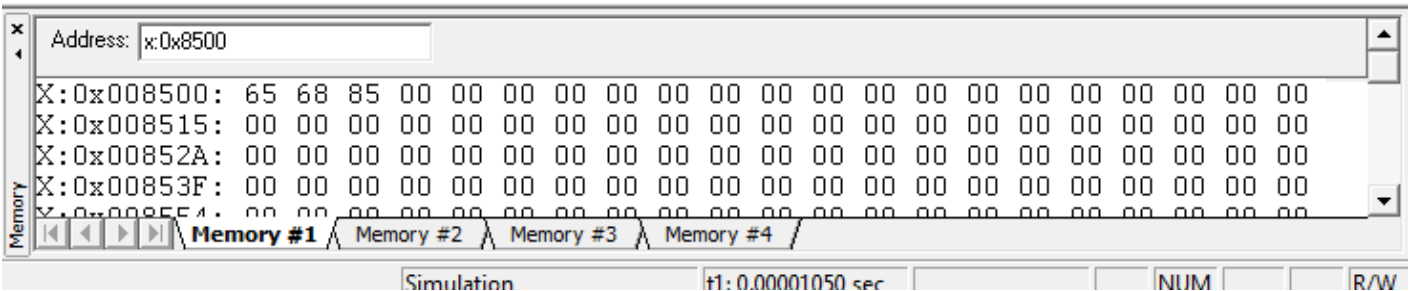 Address: x:0x8500
X:0x008500: 65 68 85 00 00 00 00 00 00 00 00 00 00 00 00 00 00 00 00 00 00
X:0x008515: 00 00 00 00 00 00 00 00 00 00 00 00 00 00 00 00 00 00 00 00 00
X:0x00852A: 00 00 00 00 00 00 00 00 00 00 00 00 00 00 00 00 00 00 00 00 00
X:0x00853F: 00 00 00 00 00 00 00 00 00 00 00 00 00 00 00 00 00 00 00 00 00
Memory
Memory #1 Memory #2 Memory #3 Memory #4
Simulation t1: 0.00001050 sec NUM R/W